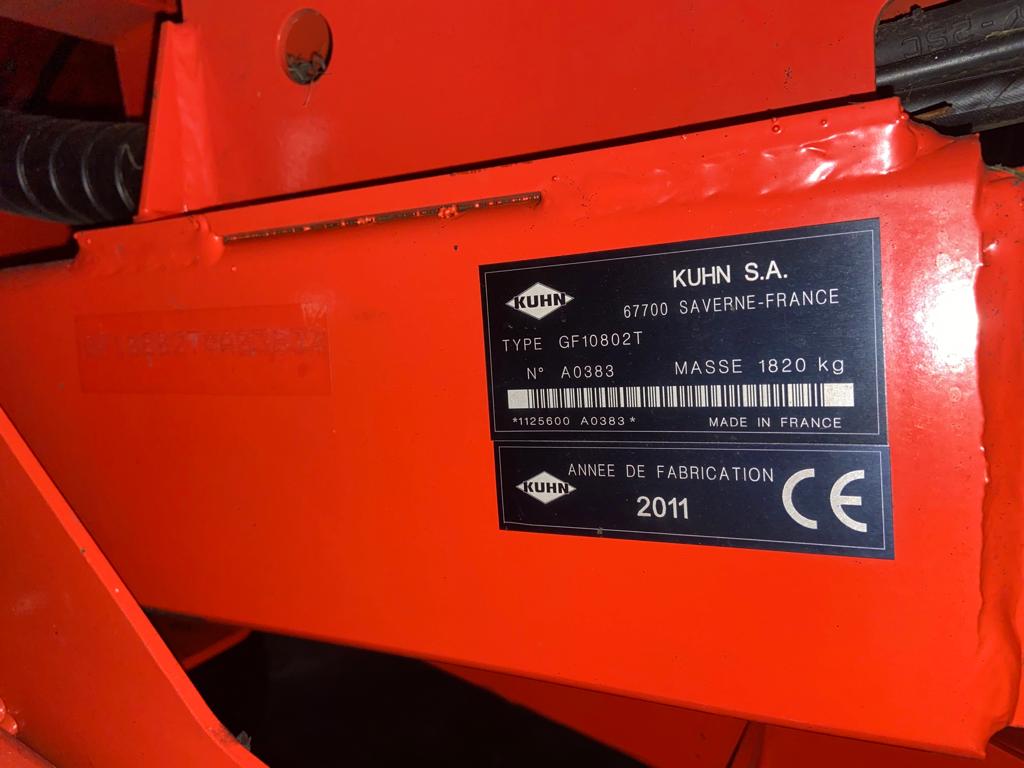 KUHN
KUHN S.A.
67700 SAVERNE-FRANCE
TYPE GF10802T
N° A0383 MASSE 1820 kg
*1125600 A0383* MADE IN FRANCE
KUHN
ANNEE DE FABRICATION
2011
CE